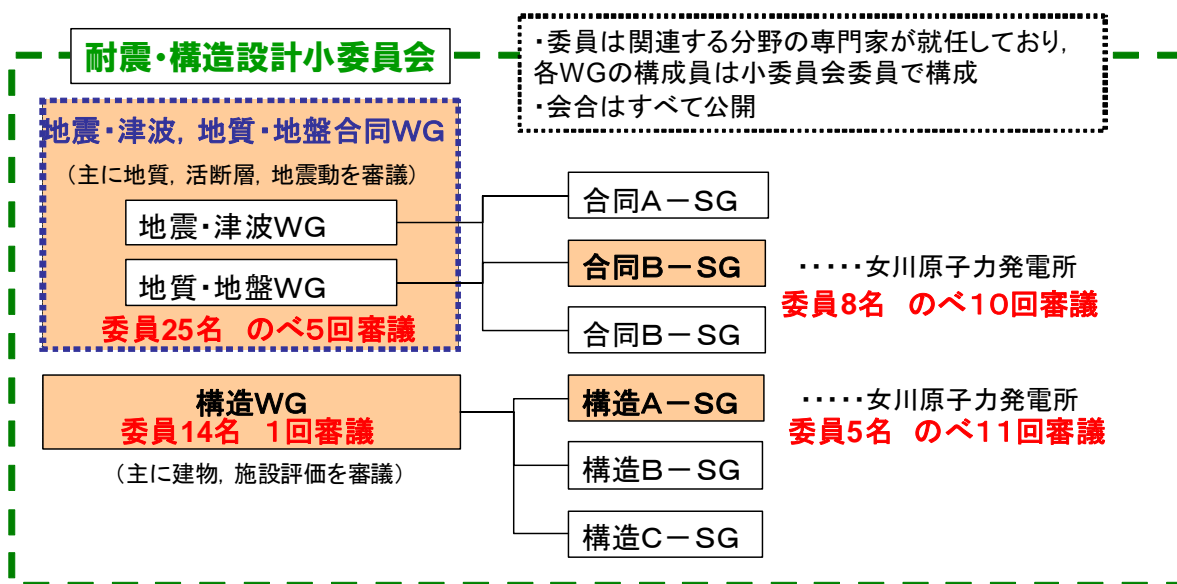 耐震・構造設計小委員会
・委員は関連する分野の専門家が就任しており,
各WGの構成員は小委員会委員で構成
・会合はすべて公開
地震・津波, 地質・地盤合同WG
（主に地質, 活断層, 地震動を審議）
地震・津波WG
地質・地盤WG
委員25名 のべ5回審議
合同A－SG
合同B－SG
・・・・・女川原子力発電所
委員8名 のべ10回審議
合同B－SG
構造WG
委員14名 1回審議
（主に建物, 施設評価を審議）
構造A－SG
・・・・・女川原子力発電所
委員5名 のべ11回審議
構造B－SG
構造C－SG